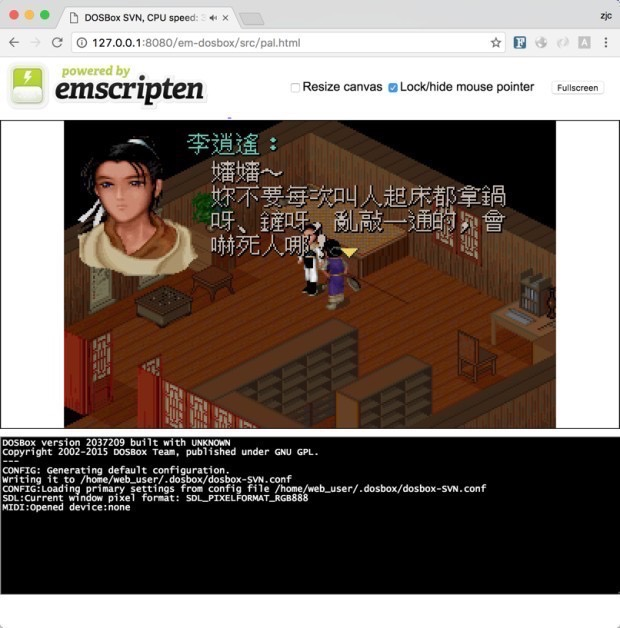 DOSBox SVN, CPU speed: 3
zjc
127.0.0.1:8080/em-dosbox/src/pal.html
powered by
emscripten
Resize canvas
Lock/hide mouse pointer
Fullscreen
李逍遙：
嬸嬸～
妳不要每次叫人起床都拿鍋
呀、鏟呀，亂敲一通的，會
嚇死人哪
DOSBox version 2037209 built with UNKNOWN
Copyright 2002-2015 DOSBox Team, published under GNU GPL.
---
CONFIG: Generating default configuration.
Writing it to /home/web_user/.dosbox/dosbox-SVN.conf
CONFIG:Loading primary settings from config file /home/web_user/.dosbox/dosbox-SVN.conf
SDL:Current window pixel format: SDL_PIXELFORMAT_RGB888
MIDI:Opened device:none